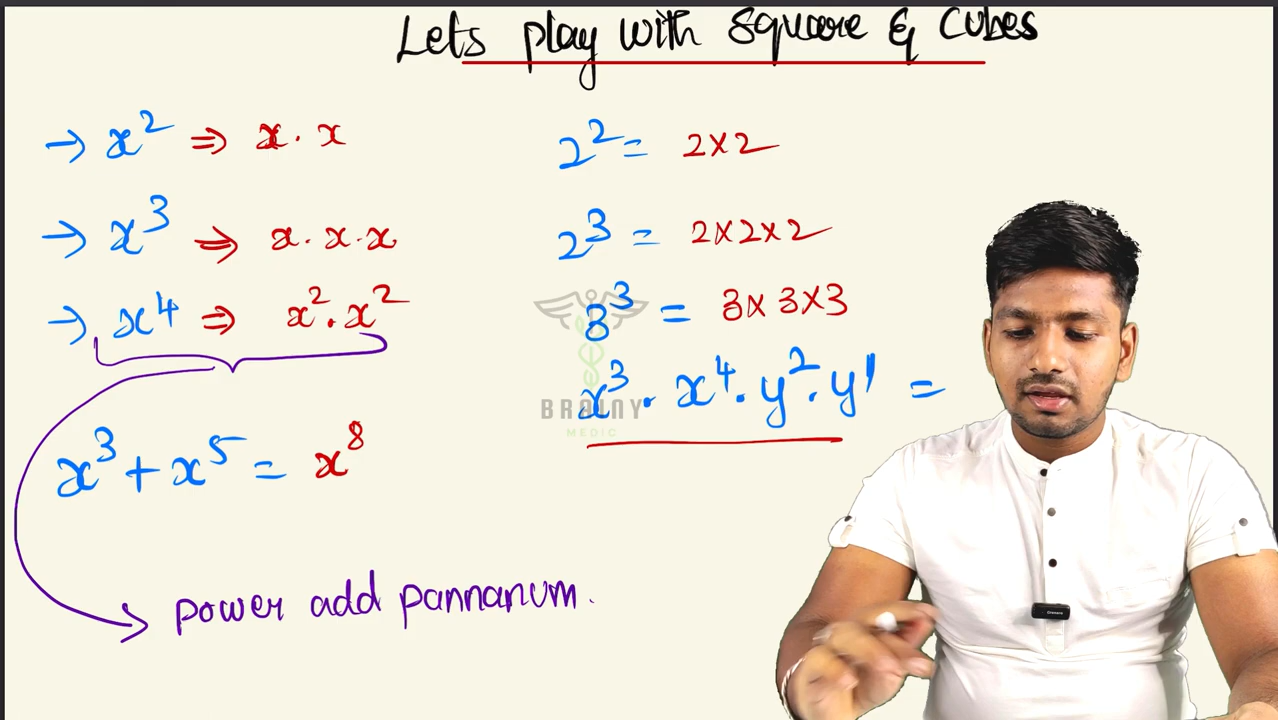 Lets play with square & Cubes
→ x² ⇒ x . x
→ x³ ⇒ x . x . x
→ x⁴ ⇒ x² . x²
x³ + x⁵ = x⁸
power add pannanum.
2² = 2×2
2³ = 2×2×2
3³ = 3×3×3
x³ . x⁴ . y² . y¹ =
BRAINY
MEDIC